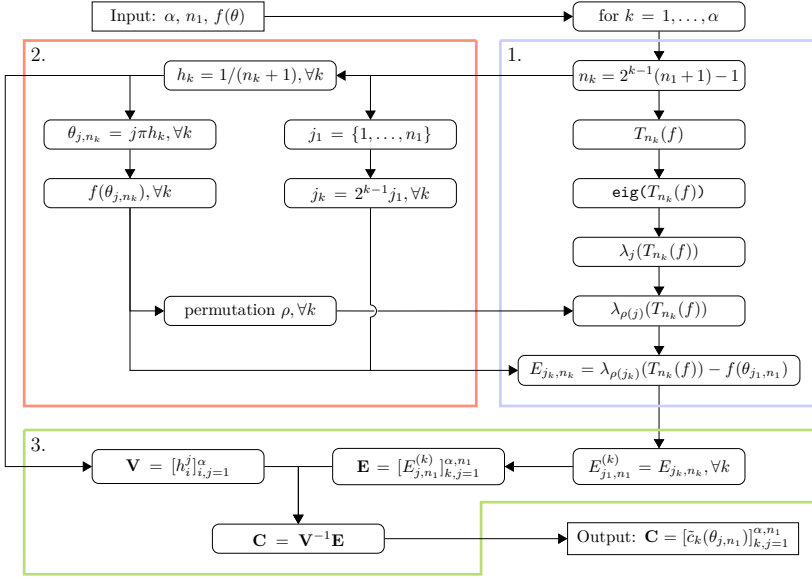 Input: α, n₁, f(θ)
for k = 1, . . . , α
2.
1.
h_k = 1/(n_k + 1), ∀k
n_k = 2^{k−1}(n₁ + 1) − 1
θ_{j,n_k} = jπh_k, ∀k
j₁ = {1, . . . , n₁}
T_{n_k}(f)
f(θ_{j,n_k}), ∀k
j_k = 2^{k−1}j₁, ∀k
eig(T_{n_k}(f))
λ_j(T_{n_k}(f))
permutation ρ, ∀k
λ_{ρ(j)}(T_{n_k}(f))
E_{j_k,n_k} = λ_{ρ(j_k)}(T_{n_k}(f)) − f(θ_{j₁,n₁})
3.
V = [h_i^j]_{i,j=1}^{α}
E = [E_{j,n₁}^{(k)}]_{k,j=1}^{α,n₁}
E_{j₁,n₁}^{(k)} = E_{j_k,n_k}, ∀k
C = V^{−1}E
Output: C = [c̃_k(θ_{j,n₁})]_{k,j=1}^{α,n₁}